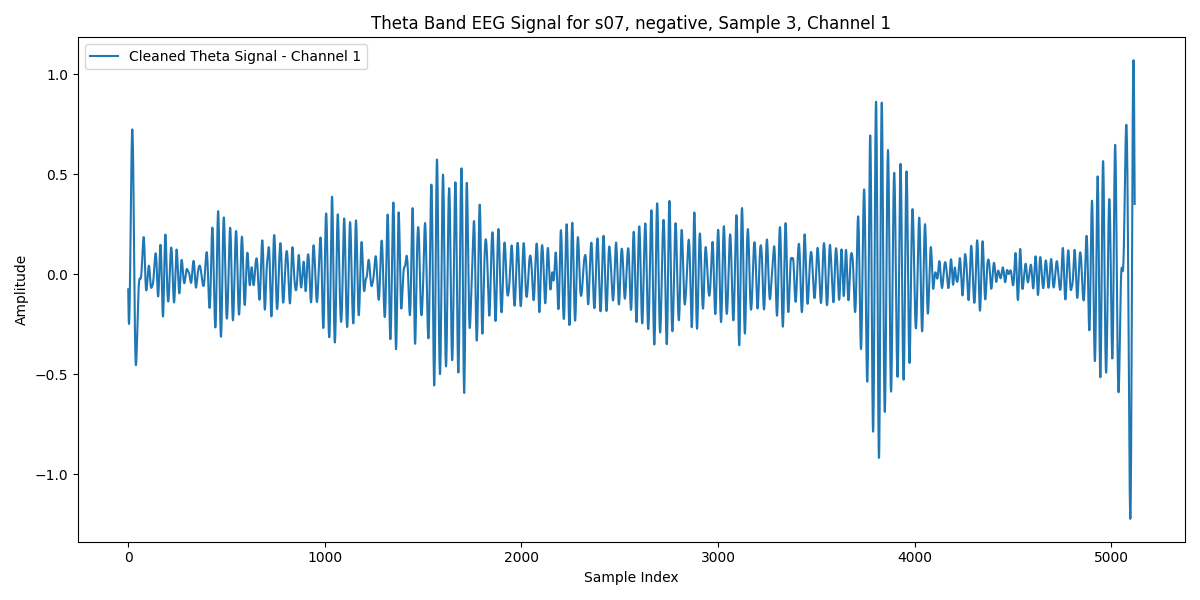 Theta Band EEG Signal for s07, negative, Sample 3, Channel 1
Cleaned Theta Signal - Channel 1
1.0
0.5
0.0
−0.5
−1.0
Amplitude
0 1000 2000 3000 4000 5000
Sample Index